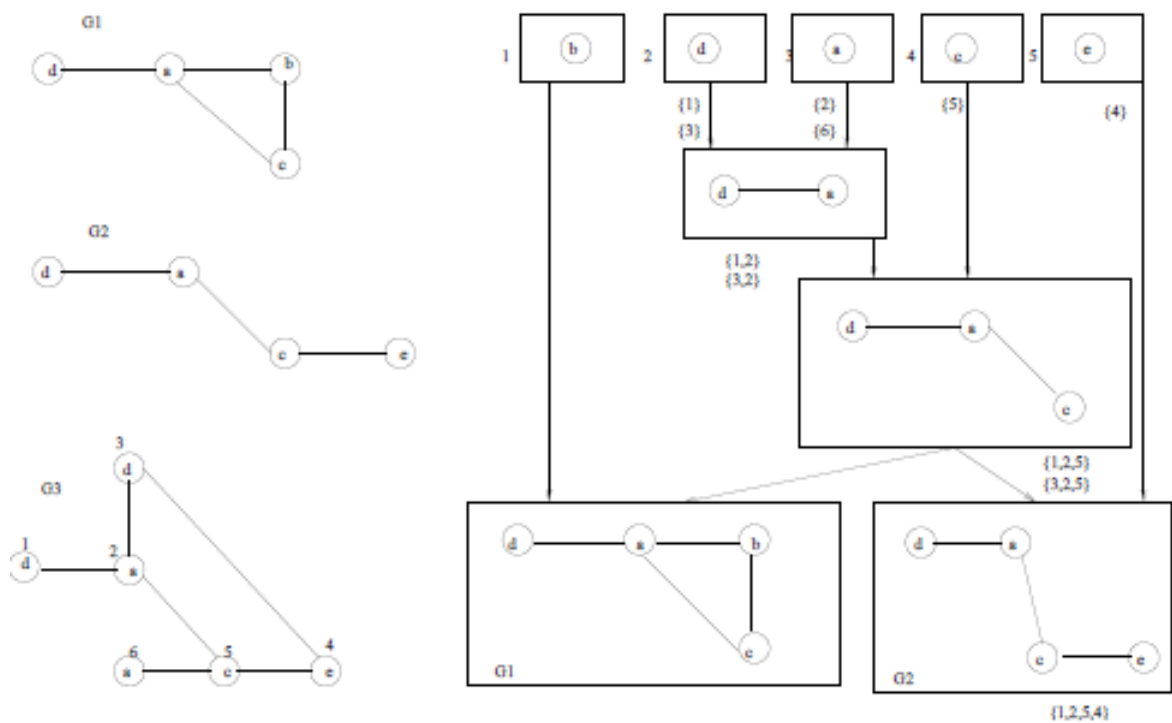 G1
d a b
c
G2
d a
c e
3
d
G3
1
d
2
a
6 5 4
a c e
1 b 2 d 3 a 4 c 5 e
{1} {2} {5} {4}
{3} {6}
d a
{1,2}
{3,2}
d a
c
{1,2,5}
{3,2,5}
d a b
c
G1
d a
c e
G2
{1,2,5,4}